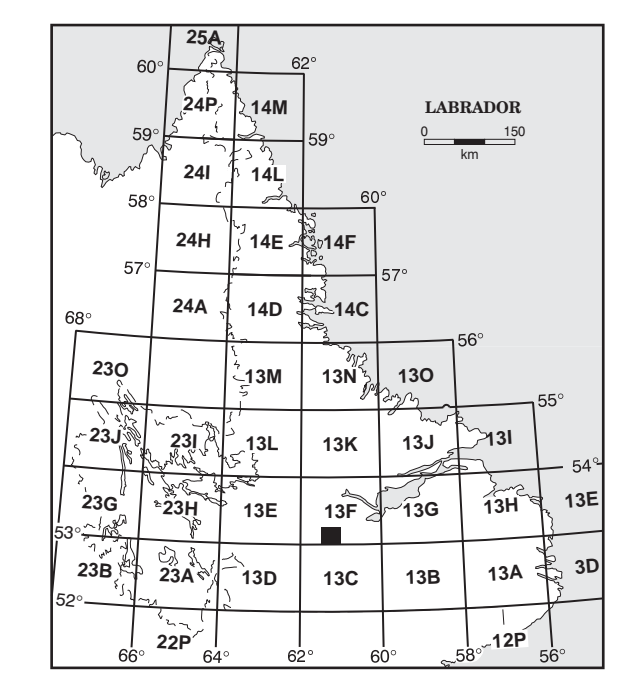 25A
60°
62°
24P
14M
LABRADOR
0 150
km
59°
59°
24I
14L
58°
60°
24H
14E
14F
57°
57°
24A
14D
14C
68°
56°
23O
13M
13N
13O
55°
23J
23I
13L
13K
13J
13I
54°
23G
23H
13E
13F
13G
13H
13E
53°
23B
23A
13D
13C
13B
13A
3D
52°
22P
12P
66°
64°
62°
60°
58°
56°